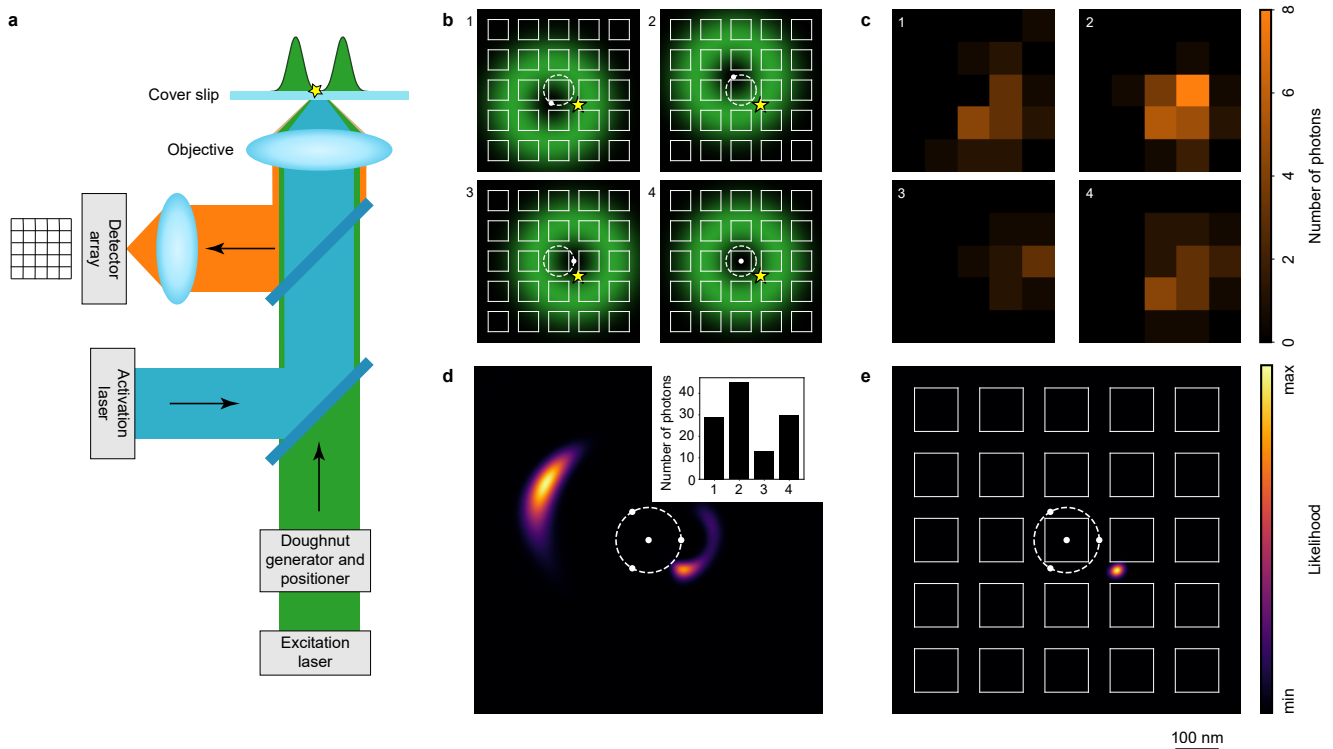 a
Cover slip
Objective
Detector
array
Activation
laser
Doughnut
generator and
positioner
Excitation
laser
b
1
2
3
4
c
1
2
3
4
8
6
4
2
0
Number of photons
d
Number of photons
40
30
20
10
0
1 2 3 4
e
max
Likelihood
min
100 nm